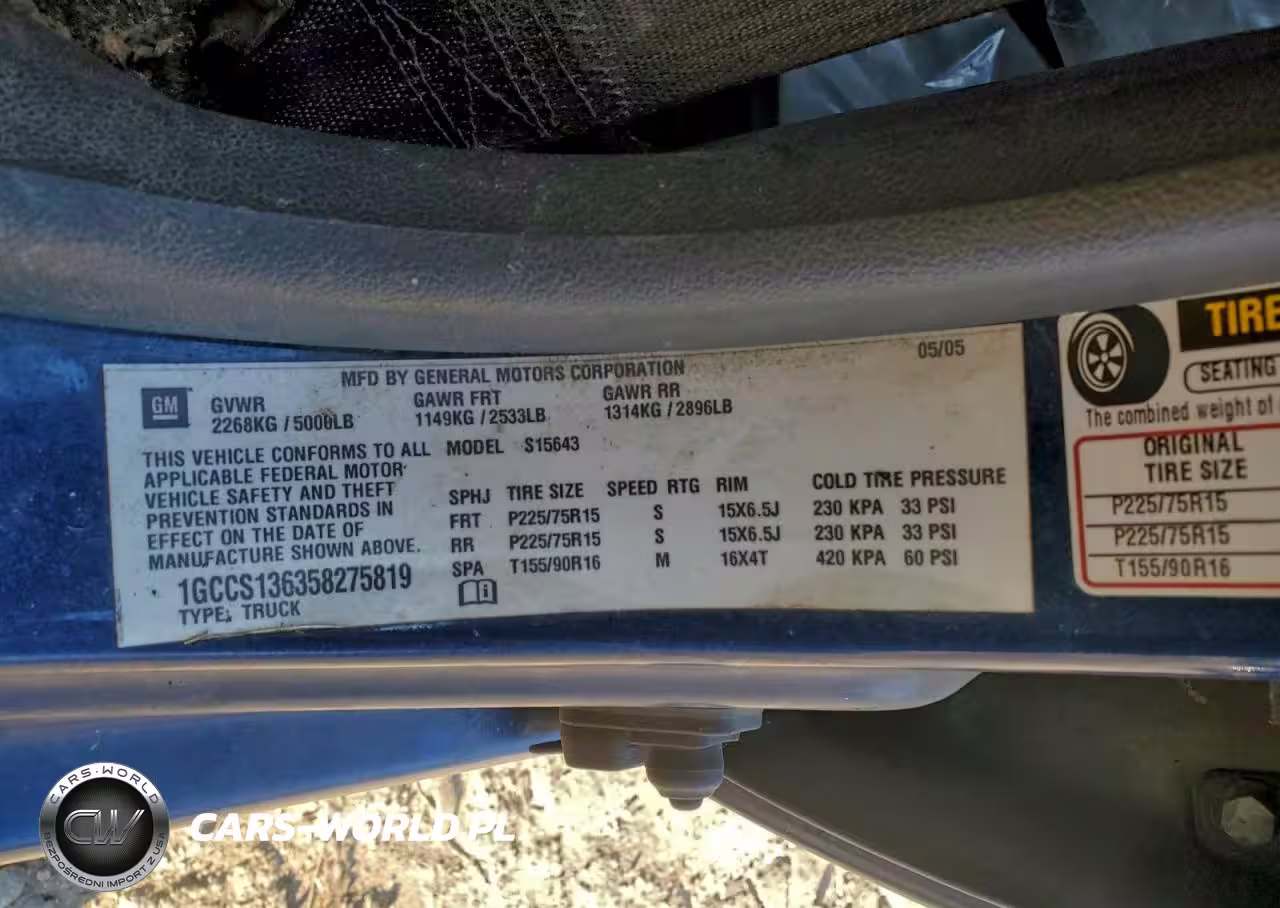 MFD BY GENERAL MOTORS CORPORATION
05/05
GM
GVWR GAWR FRT GAWR RR
2268KG / 5000LB 1149KG / 2533LB 1314KG / 2896LB
THIS VEHICLE CONFORMS TO ALL
APPLICABLE FEDERAL MOTOR
VEHICLE SAFETY AND THEFT
PREVENTION STANDARDS IN
EFFECT ON THE DATE OF
MANUFACTURE SHOWN ABOVE.
1GCCS136358275819
TYPE: TRUCK
MODEL S15643
SPHJ TIRE SIZE SPEED RTG RIM COLD TIRE PRESSURE
FRT P225/75R15 S 15X6.5J 230 KPA 33 PSI
RR P225/75R15 S 15X6.5J 230 KPA 33 PSI
SPA T155/90R16 M 16X4T 420 KPA 60 PSI
TIRE
SEATING
The combined weight of
ORIGINAL
TIRE SIZE
P225/75R15
P225/75R15
T155/90R16
CARS-WORLD
CW
BEZPOŚREDNI IMPORT Z USA
CARS-WORLD.PL